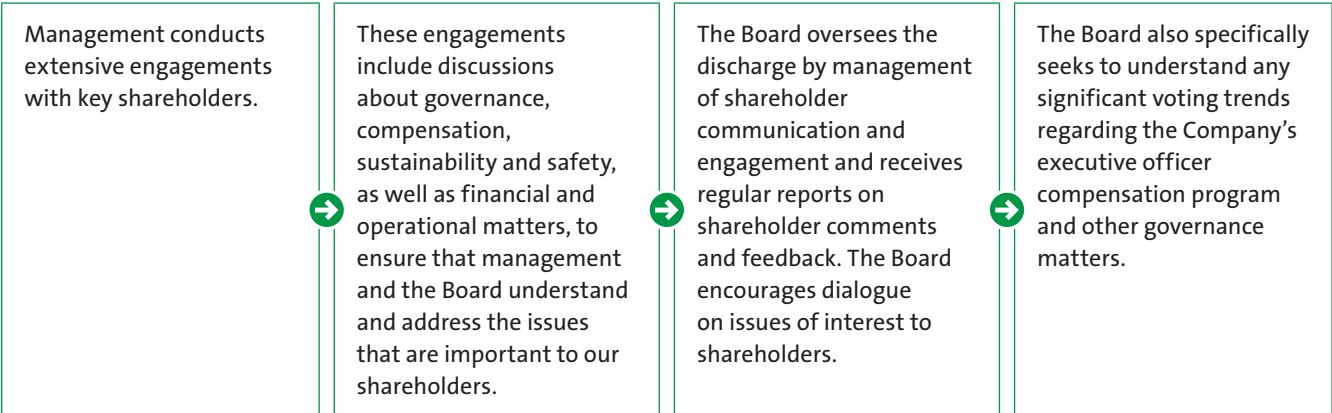 Management conducts
extensive engagements
with key shareholders.
These engagements
include discussions
about governance,
compensation,
sustainability and safety,
as well as financial and
operational matters, to
ensure that management
and the Board understand
and address the issues
that are important to our
shareholders.
The Board oversees the
discharge by management
of shareholder
communication and
engagement and receives
regular reports on
shareholder comments
and feedback. The Board
encourages dialogue
on issues of interest to
shareholders.
The Board also specifically
seeks to understand any
significant voting trends
regarding the Company’s
executive officer
compensation program
and other governance
matters.